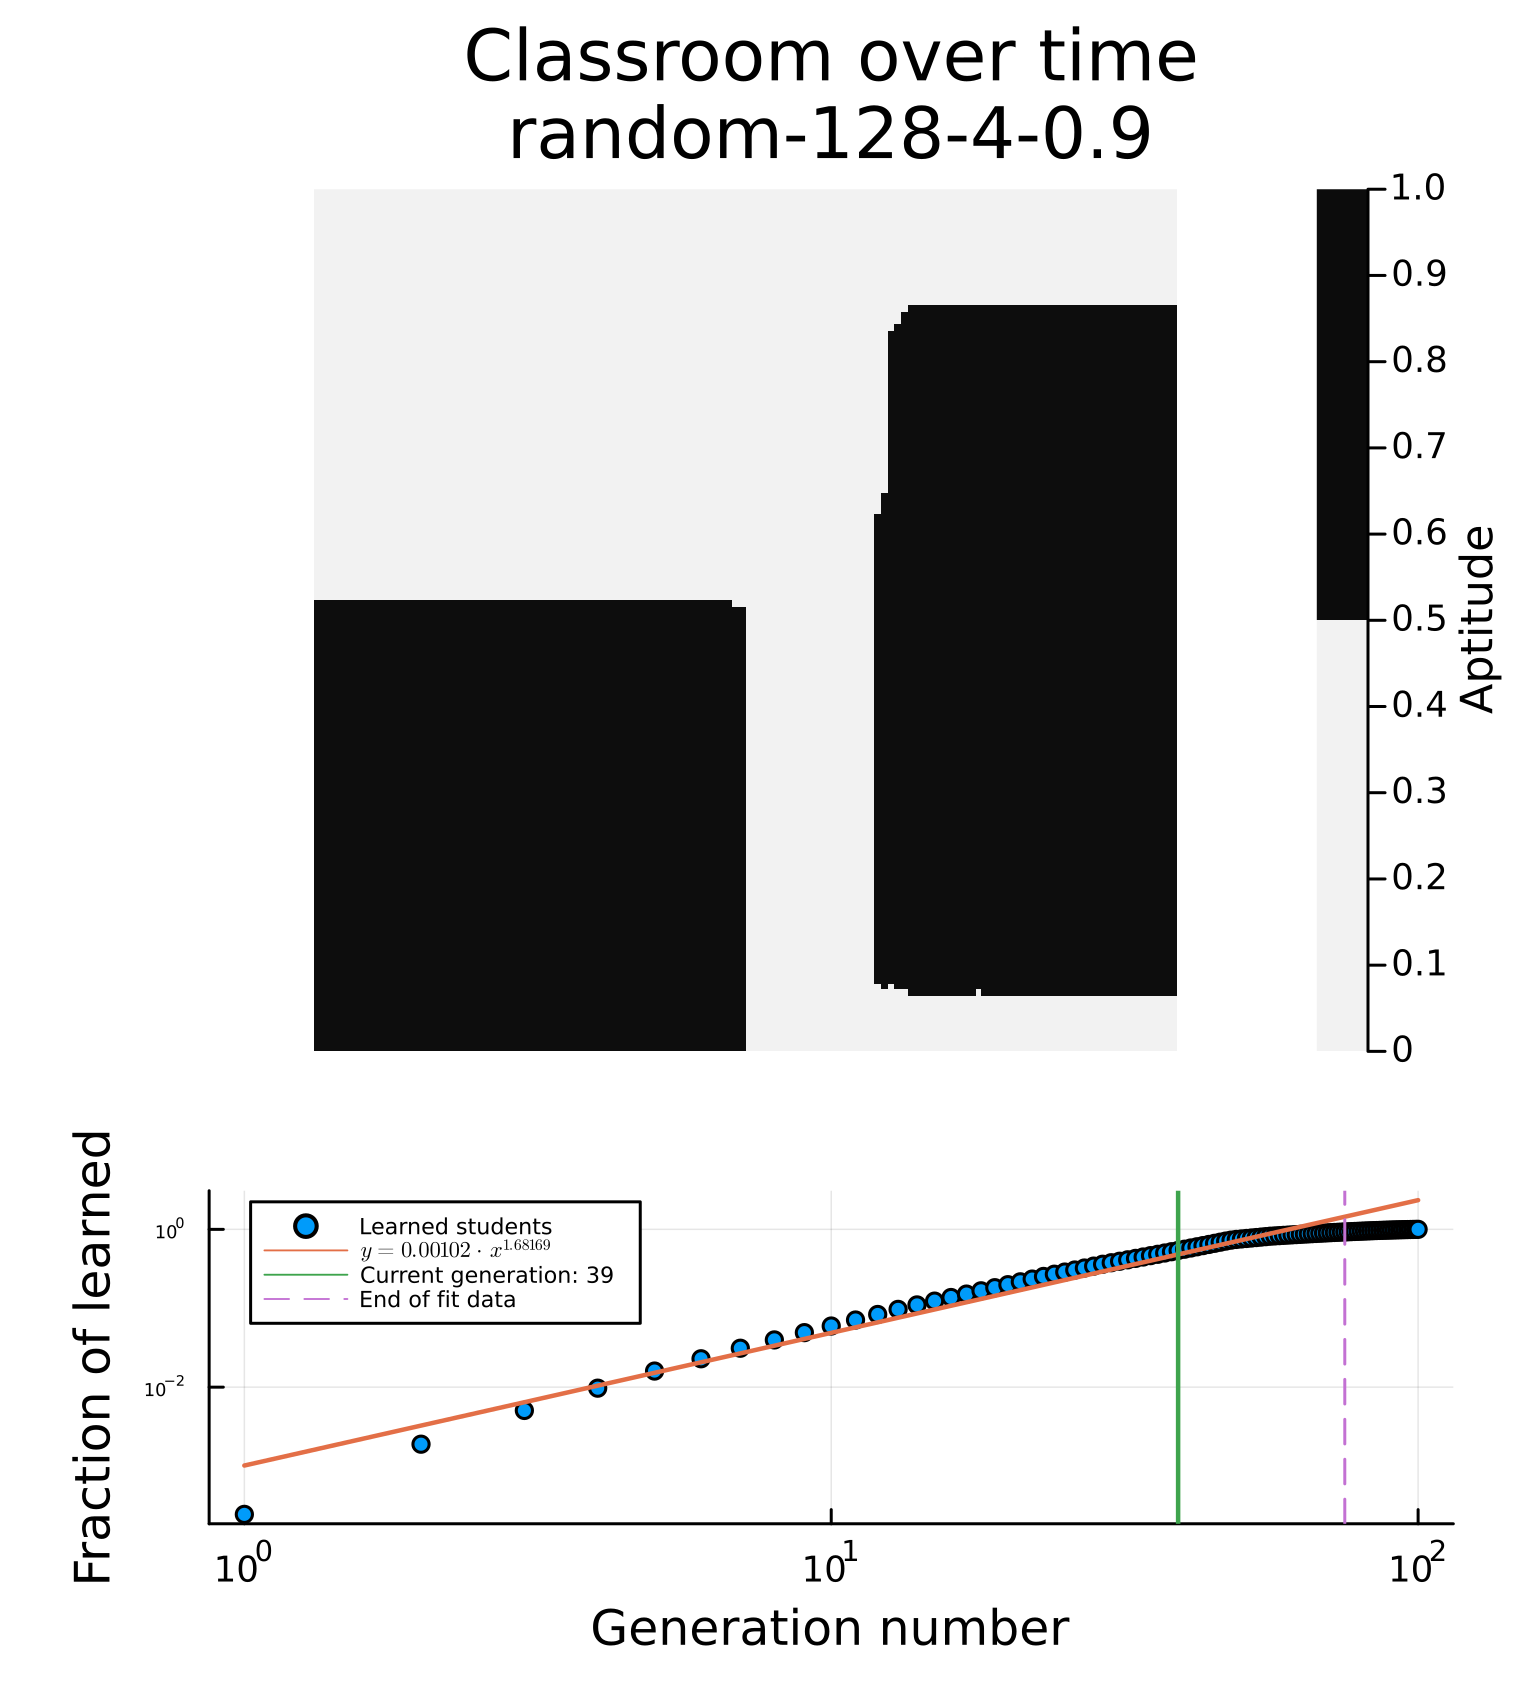 Classroom over time
random-128-4-0.9
1.0
0.9
0.8
0.7
0.6
0.5
0.4
0.3
0.2
0.1
0
Aptitude
Fraction of learned
10⁰
10⁻²
Learned students
y = 0.00102 · x^1.68169
Current generation: 39
End of fit data
10⁰
10¹
10²
Generation number